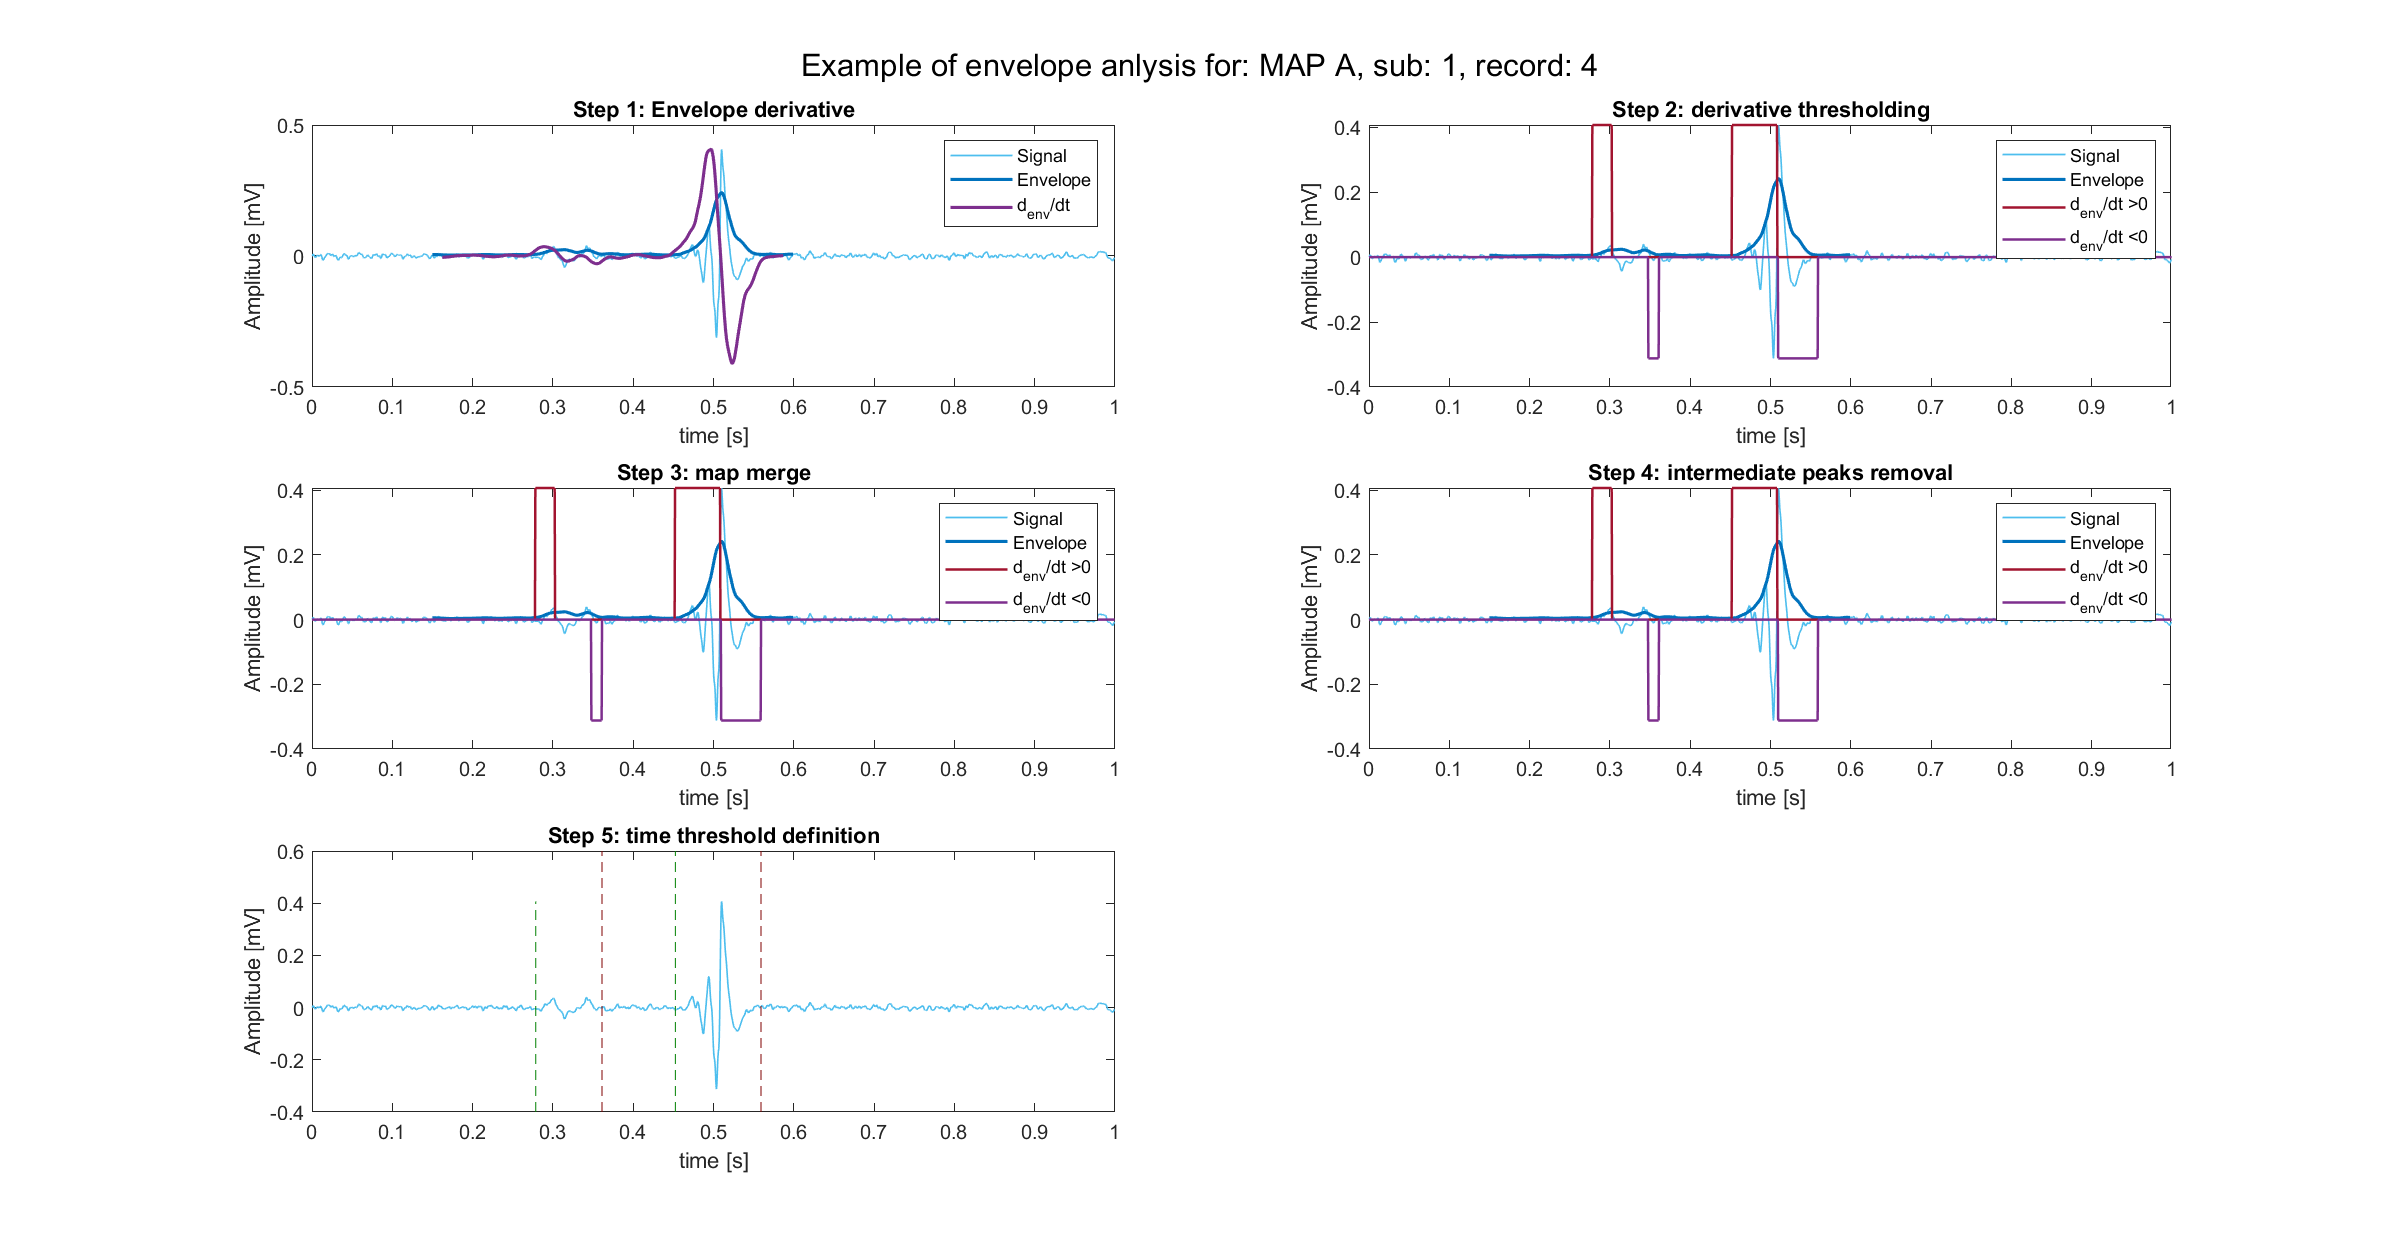 Example of envelope anlysis for: MAP A, sub: 1, record: 4
Step 1: Envelope derivative
0.5
0
-0.5
Amplitude [mV]
0 0.1 0.2 0.3 0.4 0.5 0.6 0.7 0.8 0.9 1
time [s]
Signal
Envelope
d_env/dt
Step 2: derivative thresholding
0.4
0.2
0
-0.2
-0.4
Amplitude [mV]
0 0.1 0.2 0.3 0.4 0.5 0.6 0.7 0.8 0.9 1
time [s]
Signal
Envelope
d_env/dt >0
d_env/dt <0
Step 3: map merge
0.4
0.2
0
-0.2
-0.4
Amplitude [mV]
0 0.1 0.2 0.3 0.4 0.5 0.6 0.7 0.8 0.9 1
time [s]
Signal
Envelope
d_env/dt >0
d_env/dt <0
Step 4: intermediate peaks removal
0.4
0.2
0
-0.2
-0.4
Amplitude [mV]
0 0.1 0.2 0.3 0.4 0.5 0.6 0.7 0.8 0.9 1
time [s]
Signal
Envelope
d_env/dt >0
d_env/dt <0
Step 5: time threshold definition
0.6
0.4
0.2
0
-0.2
-0.4
Amplitude [mV]
0 0.1 0.2 0.3 0.4 0.5 0.6 0.7 0.8 0.9 1
time [s]